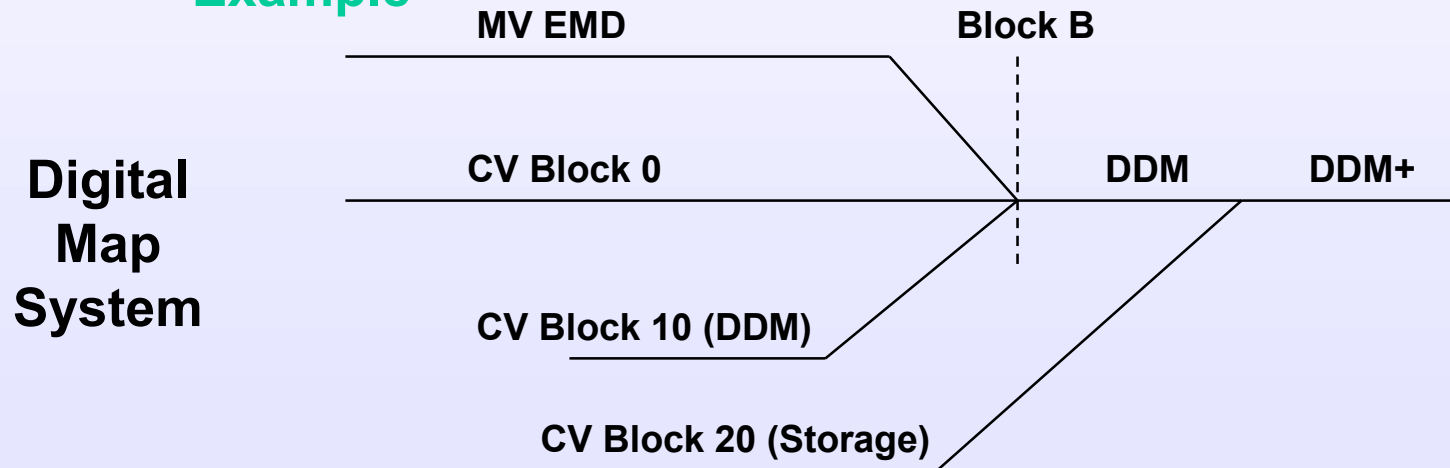 Example
MV EMD
Block B
CV Block 0
DDM
DDM+
Digital
Map
System
CV Block 10 (DDM)
CV Block 20 (Storage)